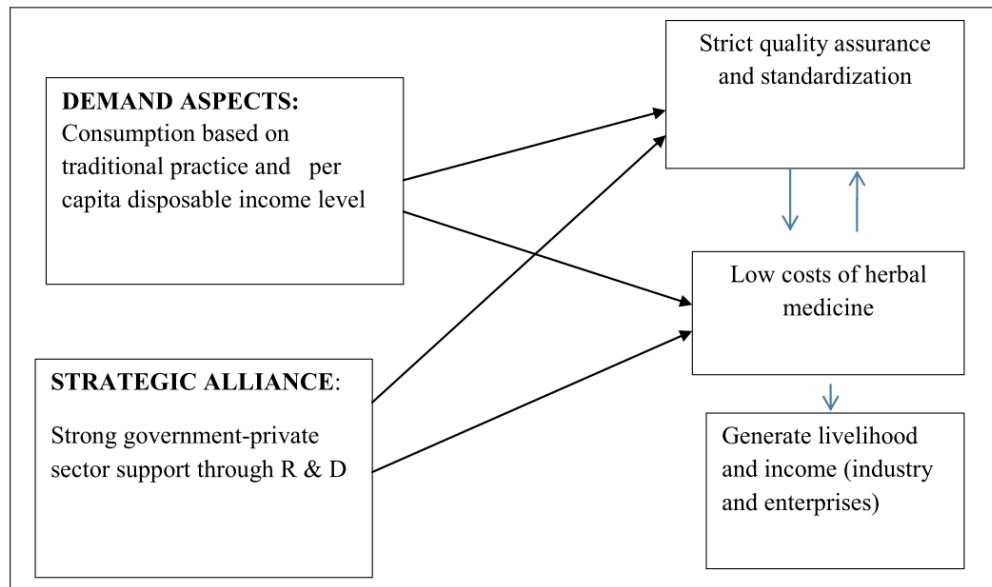 DEMAND ASPECTS:
Consumption based on
traditional practice and   per
capita disposable income level
STRATEGIC ALLIANCE:
Strong government-private
sector support through R & D
Strict quality assurance
and standardization
Low costs of herbal
medicine
Generate livelihood
and income (industry
and enterprises)